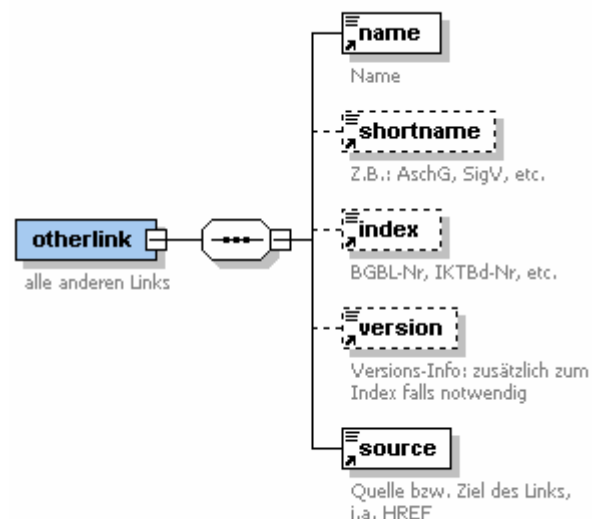 name
Name
shortname
Z.B.: AschG, SigV, etc.
index
BGBL-Nr, IKTBd-Nr, etc.
otherlink
alle anderen Links
version
Versions-Info: zusätzlich zum
Index falls notwendig
source
Quelle bzw. Ziel des Links,
i.a. HREF